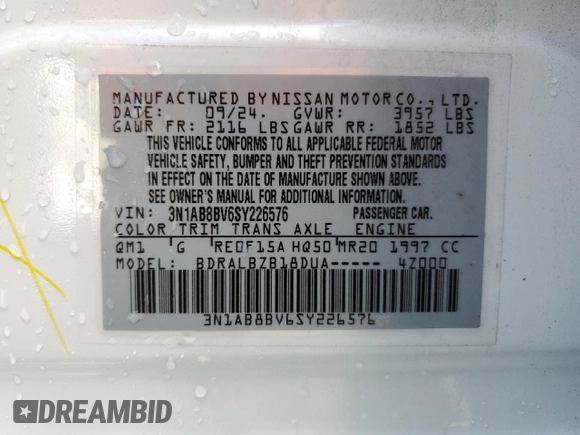 MANUFACTURED BY NISSAN MOTOR CO., LTD.
DATE: 09/24. GVWR: 3957 LBS
GAWR FR: 2116 LBS GAWR RR: 1852 LBS
THIS VEHICLE CONFORMS TO ALL APPLICABLE FEDERAL MOTOR
VEHICLE SAFETY, BUMPER AND THEFT PREVENTION STANDARDS
IN EFFECT ON THE DATE OF MANUFACTURE SHOWN ABOVE.
SEE OWNER'S MANUAL FOR ADDITIONAL INFORMATION.
VIN: 3N1AB8BV6SY226576 PASSENGER CAR.
COLOR TRIM TRANS AXLE ENGINE
QM1 G RE0F15A HQ50 MR20 1997 CC
MODEL: BDRALBZB18DUA----- 4Z000
3N1AB8BV6SY226576
DREAMBID